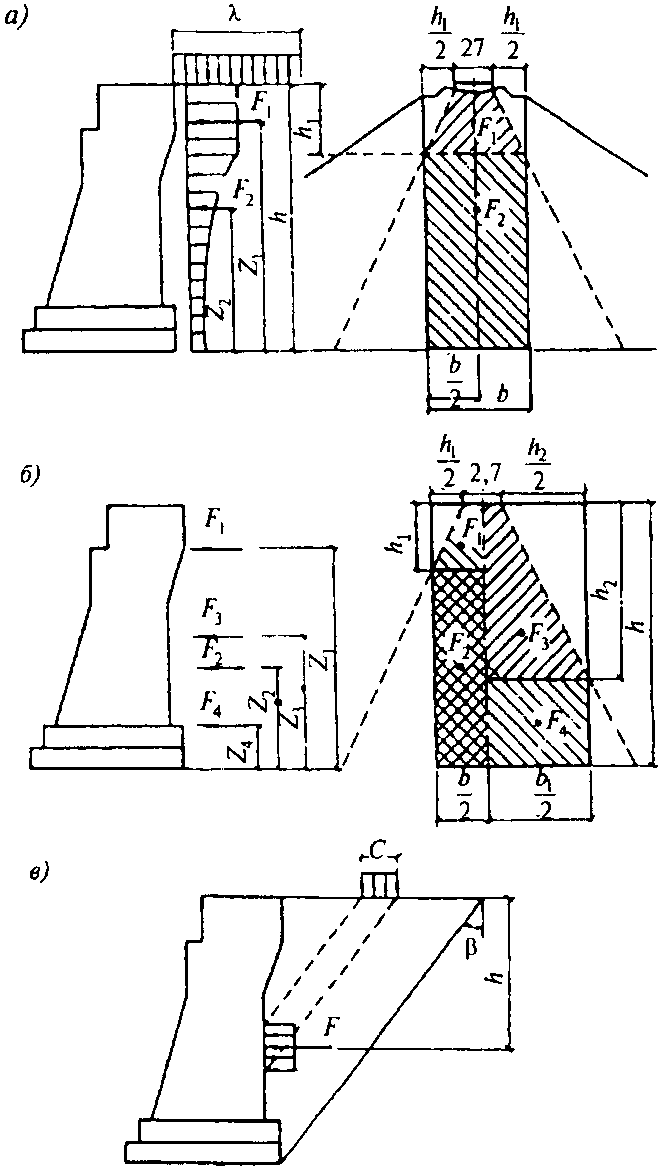 а)
λ
h₁/2 27 h₁/2
F₁
h₁
F₁
F₂
h
Z₁
Z₂
F₂
b/2 b
б)
h₁/2 2,7 h₂/2
F₁
h₁
F₁
h₂
h
F₃
F₂
Z₁
Z₂
Z₃
F₂
F₃
F₄
Z₄
F₄
b/2 b₁/2
в)
C
β
h
F